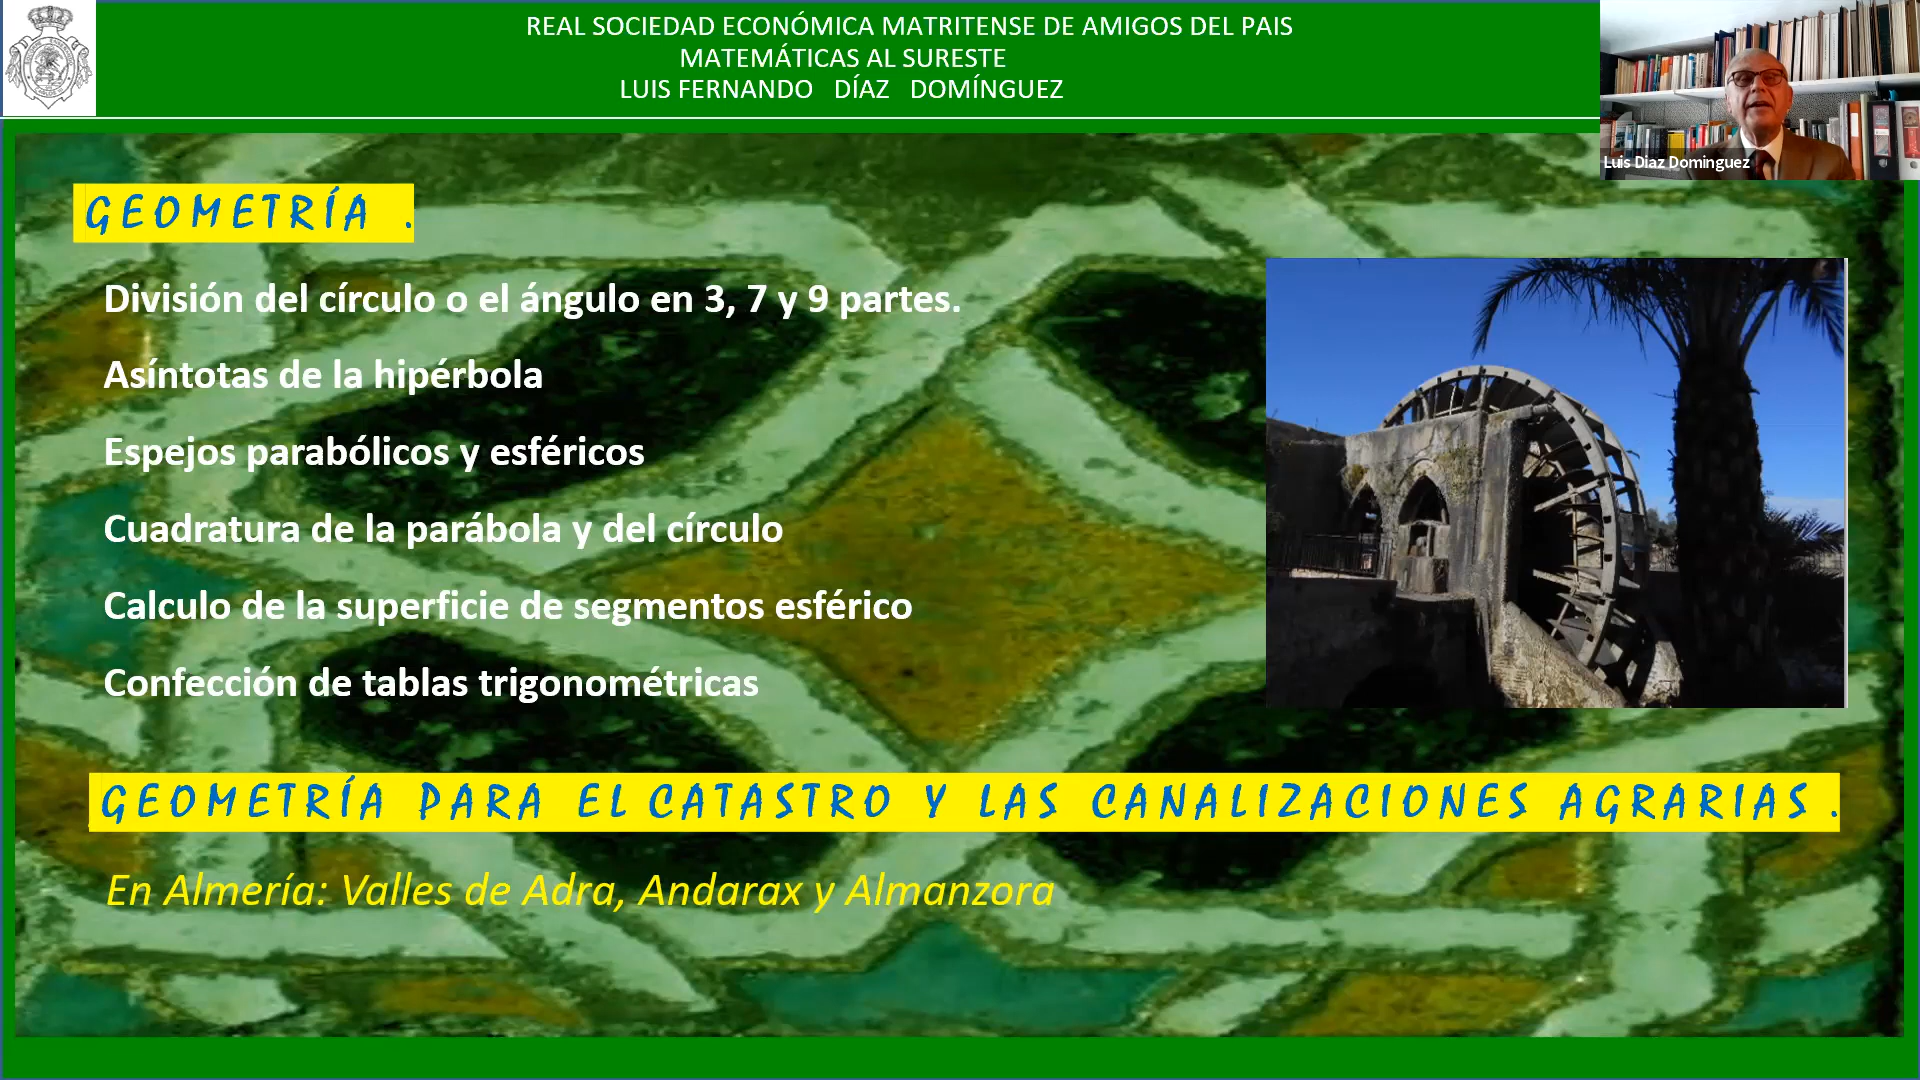 REAL SOCIEDAD ECONÓMICA MATRITENSE DE AMIGOS DEL PAIS
MATEMÁTICAS AL SURESTE
LUIS FERNANDO DÍAZ DOMÍNGUEZ
Luis Diaz Dominguez
GEOMETRÍA .
División del círculo o el ángulo en 3, 7 y 9 partes.
Asíntotas de la hipérbola
Espejos parabólicos y esféricos
Cuadratura de la parábola y del círculo
Calculo de la superficie de segmentos esférico
Confección de tablas trigonométricas
GEOMETRÍA PARA EL CATASTRO Y LAS CANALIZACIONES AGRARIAS .
En Almería: Valles de Adra, Andarax y Almanzora